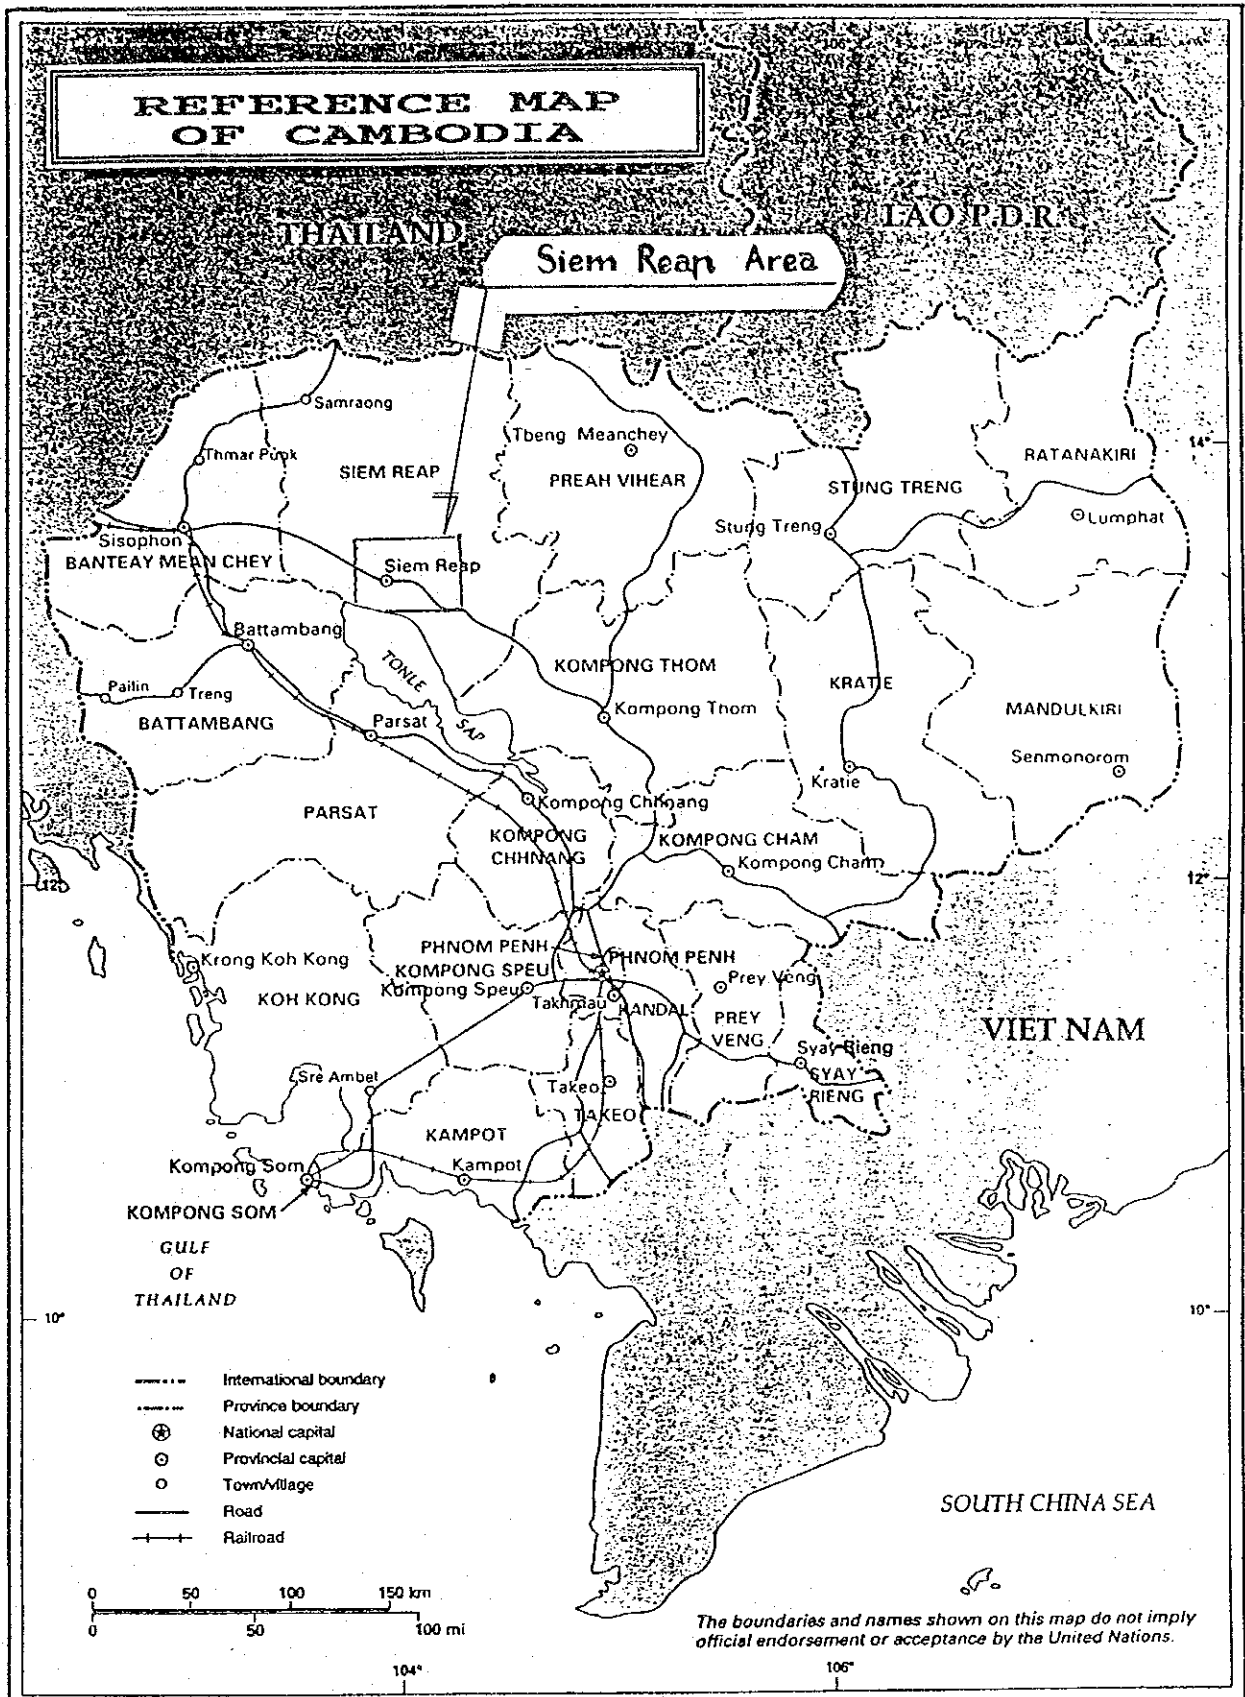 REFERENCE MAP
OF CAMBODIA
THAILAND
LAO P.D.R.
Siem Reap Area
Samraong
Tbeng Meanchey
14°
Thmar Puok
14°
SIEM REAP
PREAH VIHEAR
RATANAKIRI
STUNG TRENG
Stung Treng
Lumphat
Sisophon
BANTEAY MEAN CHEY
Siem Reap
Battambang
TONLE
SAP
KOMPONG THOM
KRATIE
Pailin
Treng
BATTAMBANG
Parsat
Kompong Thom
MANDULKIRI
Senmonorom
Kratie
PARSAT
Kompong Chhnang
KOMPONG
CHHNANG
KOMPONG CHAM
Kompong Cham
12°
12°
PHNOM PENH
PHNOM PENH
Krong Koh Kong
KOMPONG SPEU
Kompong Speu
Prey Veng
KOH KONG
Takhmau
KANDAL
PREY
VENG
VIET NAM
Syay Rieng
SYAY
RIENG
Sre Ambel
Takeo
TAKEO
KAMPOT
Kompong Som
Kampot
KOMPONG SOM
GULF
OF
THAILAND
10°
10°
International boundary
Province boundary
National capital
Provincial capital
Town/village
Road
Railroad
SOUTH CHINA SEA
0 50 100 150 km
0 50 100 mi
The boundaries and names shown on this map do not imply
official endorsement or acceptance by the United Nations.
104°
106°